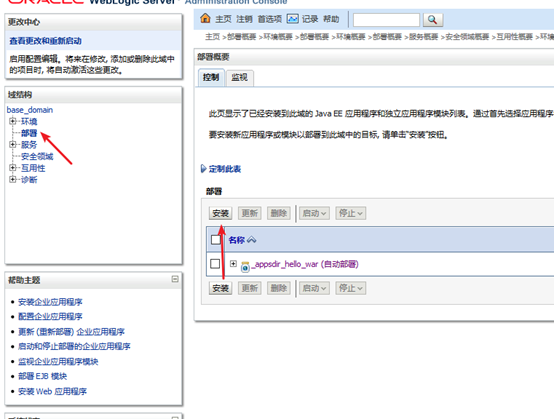 ORACLE WebLogic Server® Administration Console
更改中心
查看更改和重新启动
启用配置编辑。将来在修改, 添加或删除此域中
的项目时, 将自动激活这些更改。
域结构
base_domain
环境
部署
服务
安全领域
互用性
诊断
帮助主题
安装企业应用程序
配置企业应用程序
更新 (重新部署) 企业应用程序
启动和停止部署的企业应用程序
监视企业应用程序模块
部署 EJB 模块
安装 Web 应用程序
主页 注销 首选项 记录 帮助
主页 >部署概要 >环境概要 >部署概要 >环境概要 >部署概要 >服务概要 >安全领域概要 >互用性概要 >环境
部署概要
控制 监视
此页显示了已经安装到此域的 Java EE 应用程序和独立应用程序模块列表。通过首先选择应用程序
要安装新应用程序或模块以部署到此域中的目标, 请单击"安装"按钮。
定制此表
部署
安装 更新 删除 启动 停止
名称
_appsdir_hello_war (自动部署)
安装 更新 删除 启动 停止